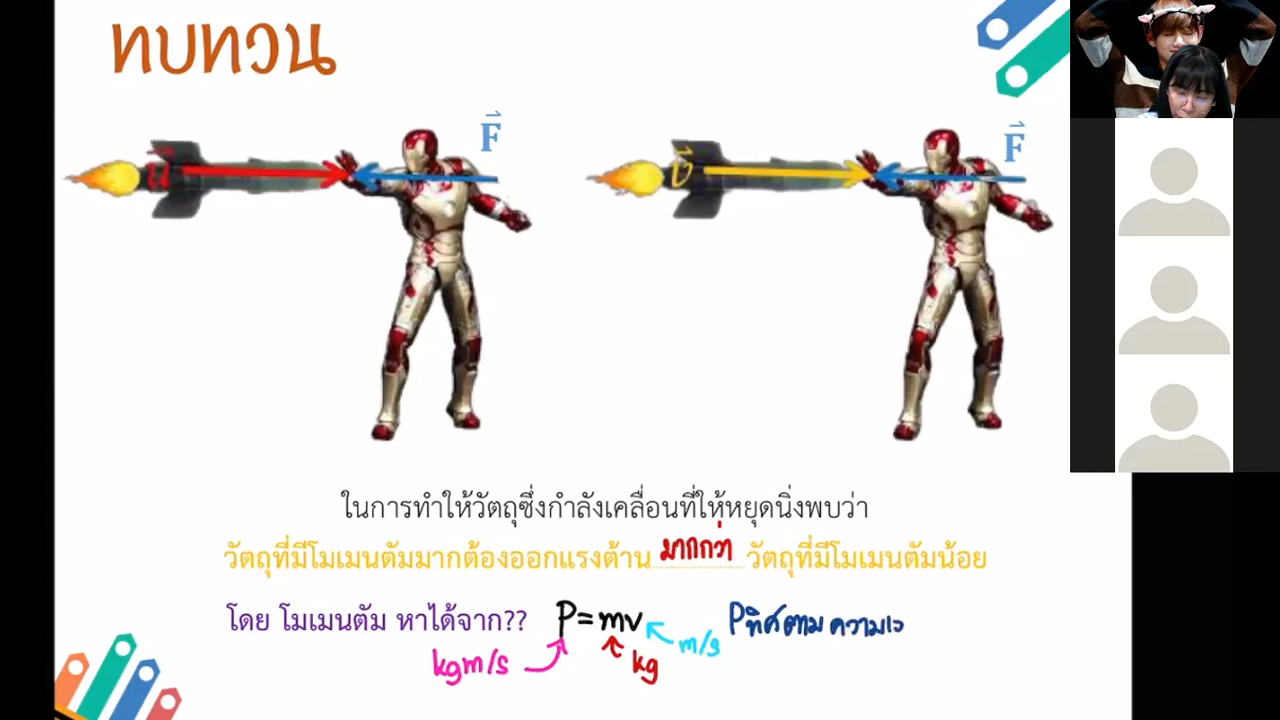 ทบทวน
F
F
u
v
ในการทำให้วัตถุซึ่งกำลังเคลื่อนที่ให้หยุดนิ่งพบว่า
วัตถุที่มีโมเมนตัมมากต้องออกแรงต้าน มากกว่า วัตถุที่มีโมเมนตัมน้อย
โดย โมเมนตัม หาได้จาก?? P=mv Pทิศตาม ความเ
kgm/s kg m/s